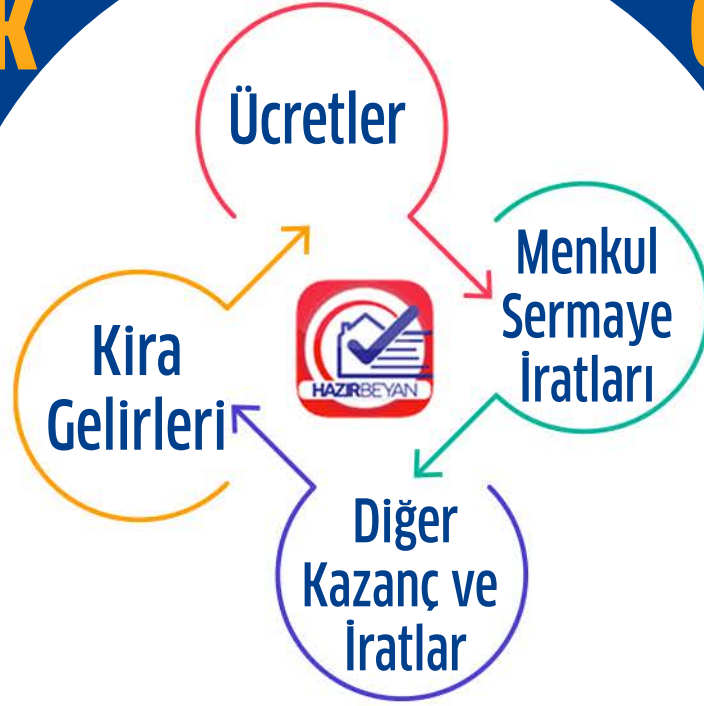 K
Ücretler
Menkul
Sermaye
İratları
HAZIRBEYAN
Kira
Gelirleri
Diğer
Kazanç ve
İratlar